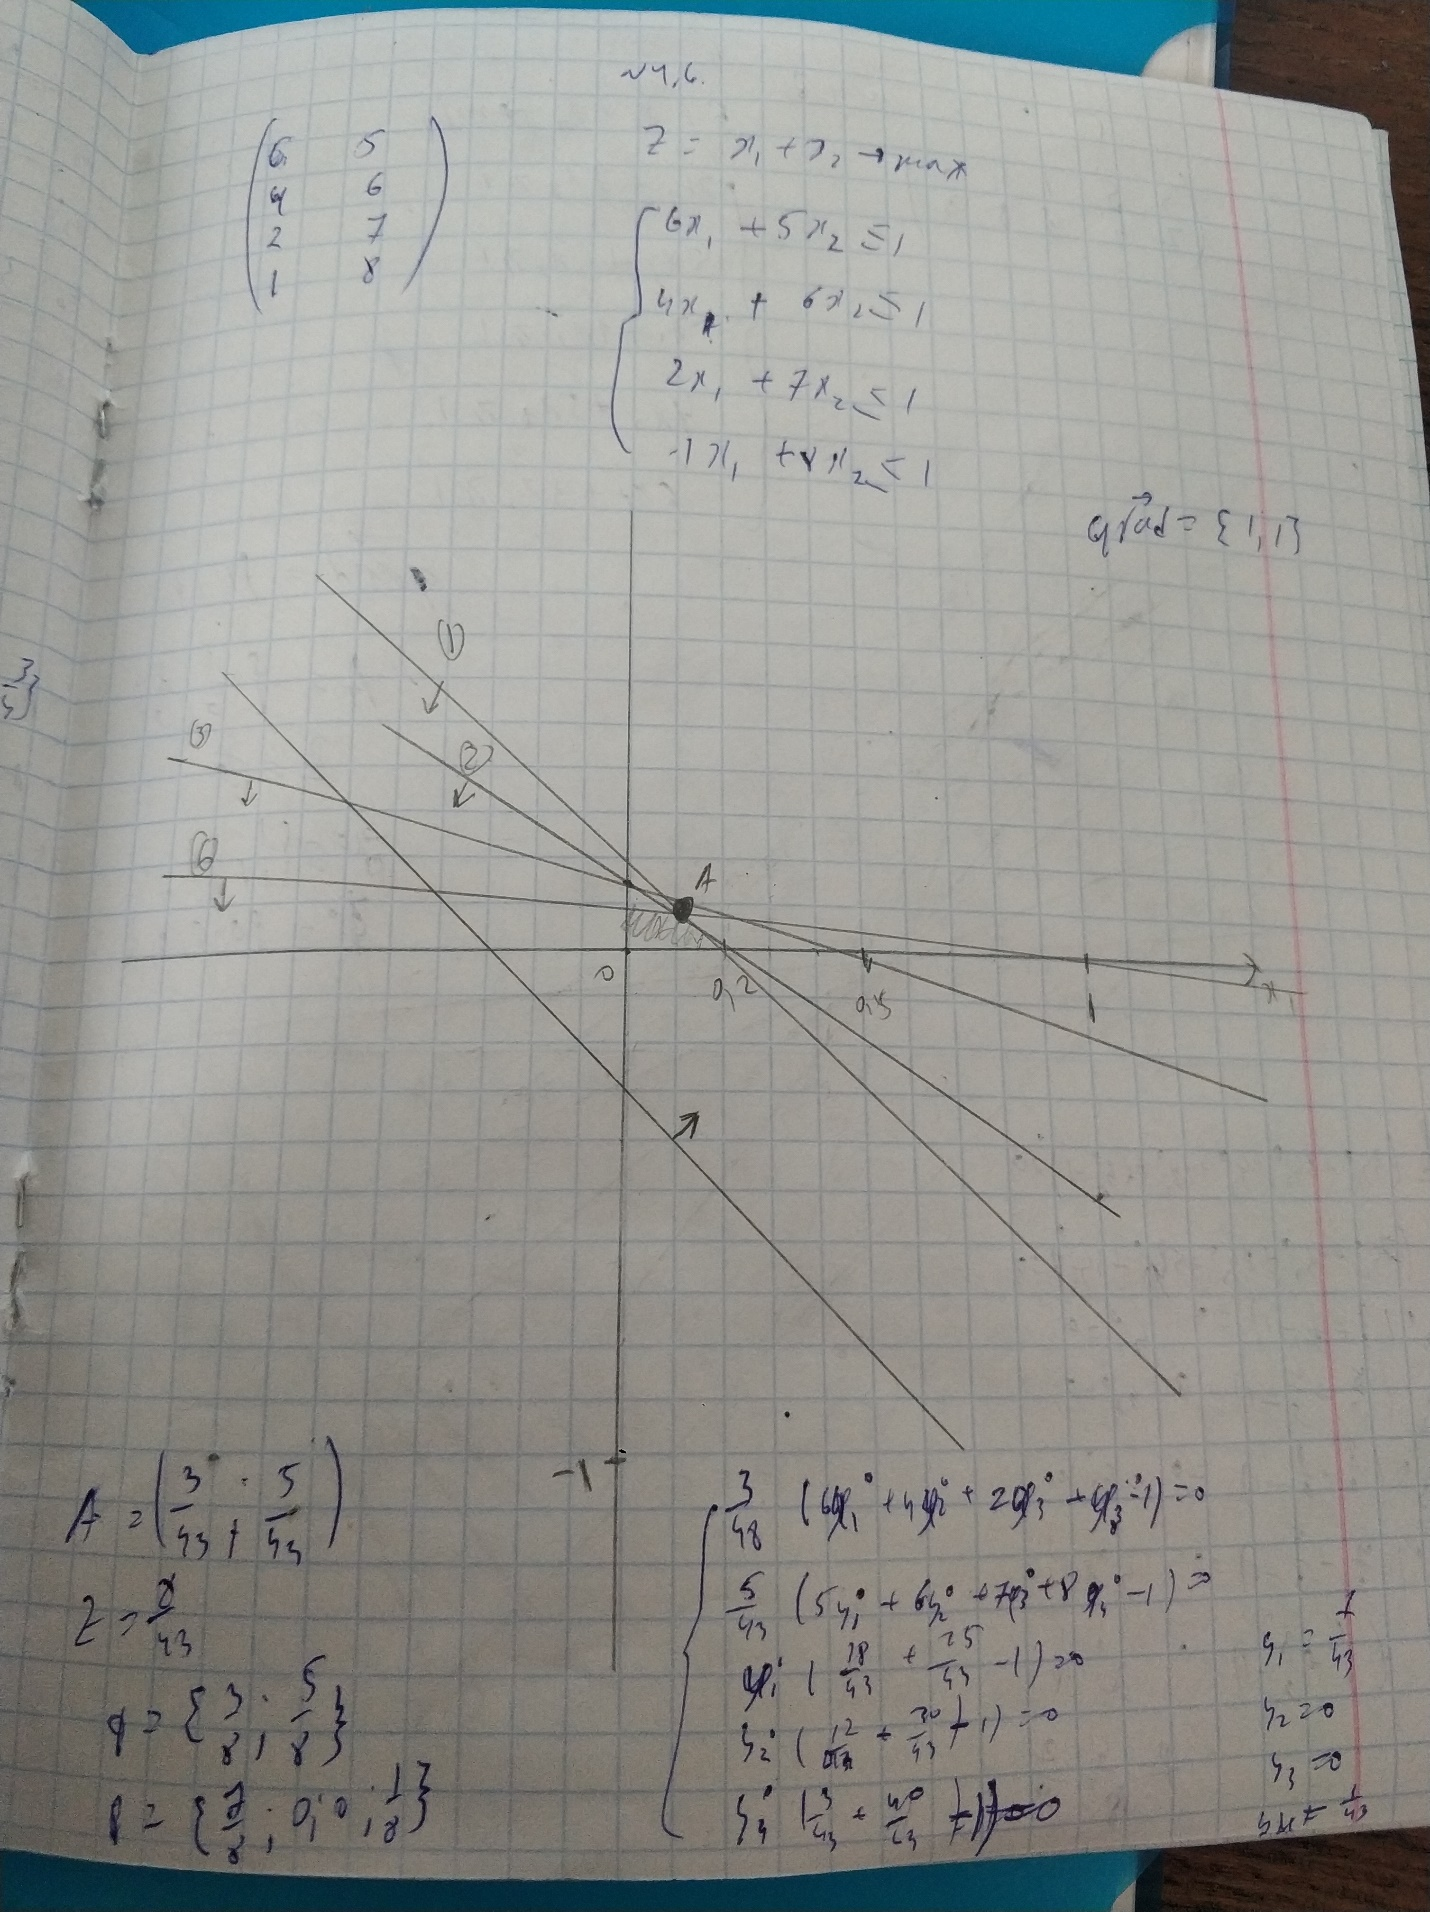 N 4,6.
( 6 5
4 6
2 7
1 8 )
Z = x₁ + x₂ → max
{ 6x₁ + 5x₂ ≤ 1
4x₁ + 6x₂ ≤ 1
2x₁ + 7x₂ ≤ 1
1x₁ + 8x₂ ≤ 1
grad = {1,1}
3/4}
①
②
③
A
0
0,2
0,5
1
x₁
-1
A = (3/43 ; 5/43)
Z = 8/43
q = {3/8 ; 5/8}
p = {7/8 ; 0; 0; 1/8}
{ 3/48 (6y₁° + 4y₂° + 2y₃° + y₃° - 1) = 0
5/43 (5y₁° + 6y₂° + 7y₃° + 8y₄° - 1) = 0
y₁° (18/43 + 25/43 - 1) = 0
y₂° (12/43 + 30/43 - 1) = 0
y₄° (3/43 + 40/43 - 1) = 0
y₁ = 7/43
y₂ = 0
y₃ = 0
y₄ = 1/43